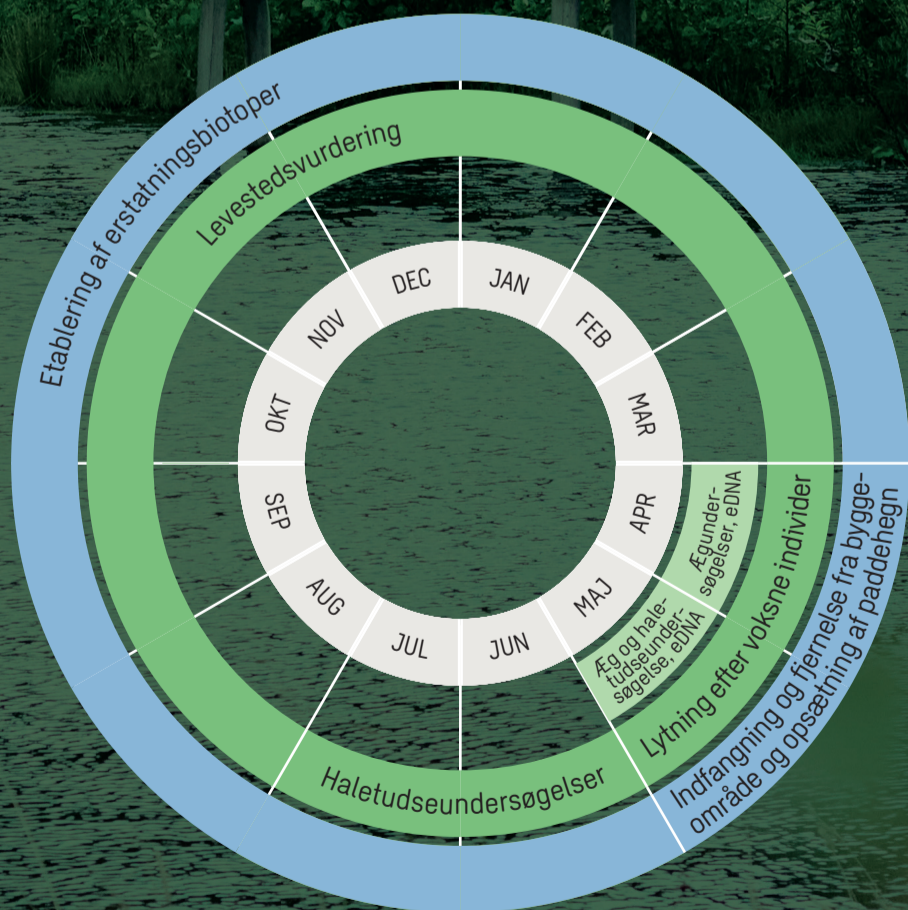 Etablering af erstatningsbiotoper
Levestedsvurdering
JAN
FEB
MAR
APR
MAJ
JUN
JUL
AUG
SEP
OKT
NOV
DEC
Ægunder-
søgelser, eDNA
Æg og hale-
tudseunder-
søgelse, eDNA
Lytning efter voksne individer
Indfangning og fjernelse fra bygge-
område og opsætning af paddehegn
Haletudseundersøgelser